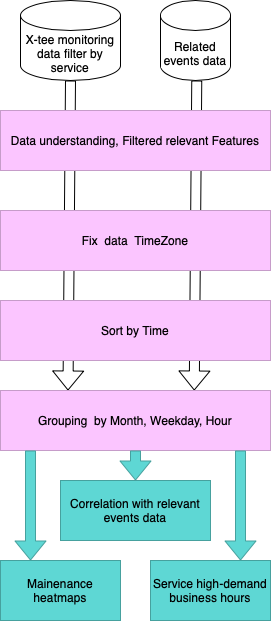 X-tee monitoring
data filter by
service
Related
events data
Data understanding, Filtered relevant Features
Fix data TimeZone
Sort by Time
Grouping by Month, Weekday, Hour
Correlation with relevant
events data
Mainenance
heatmaps
Service high-demand
business hours